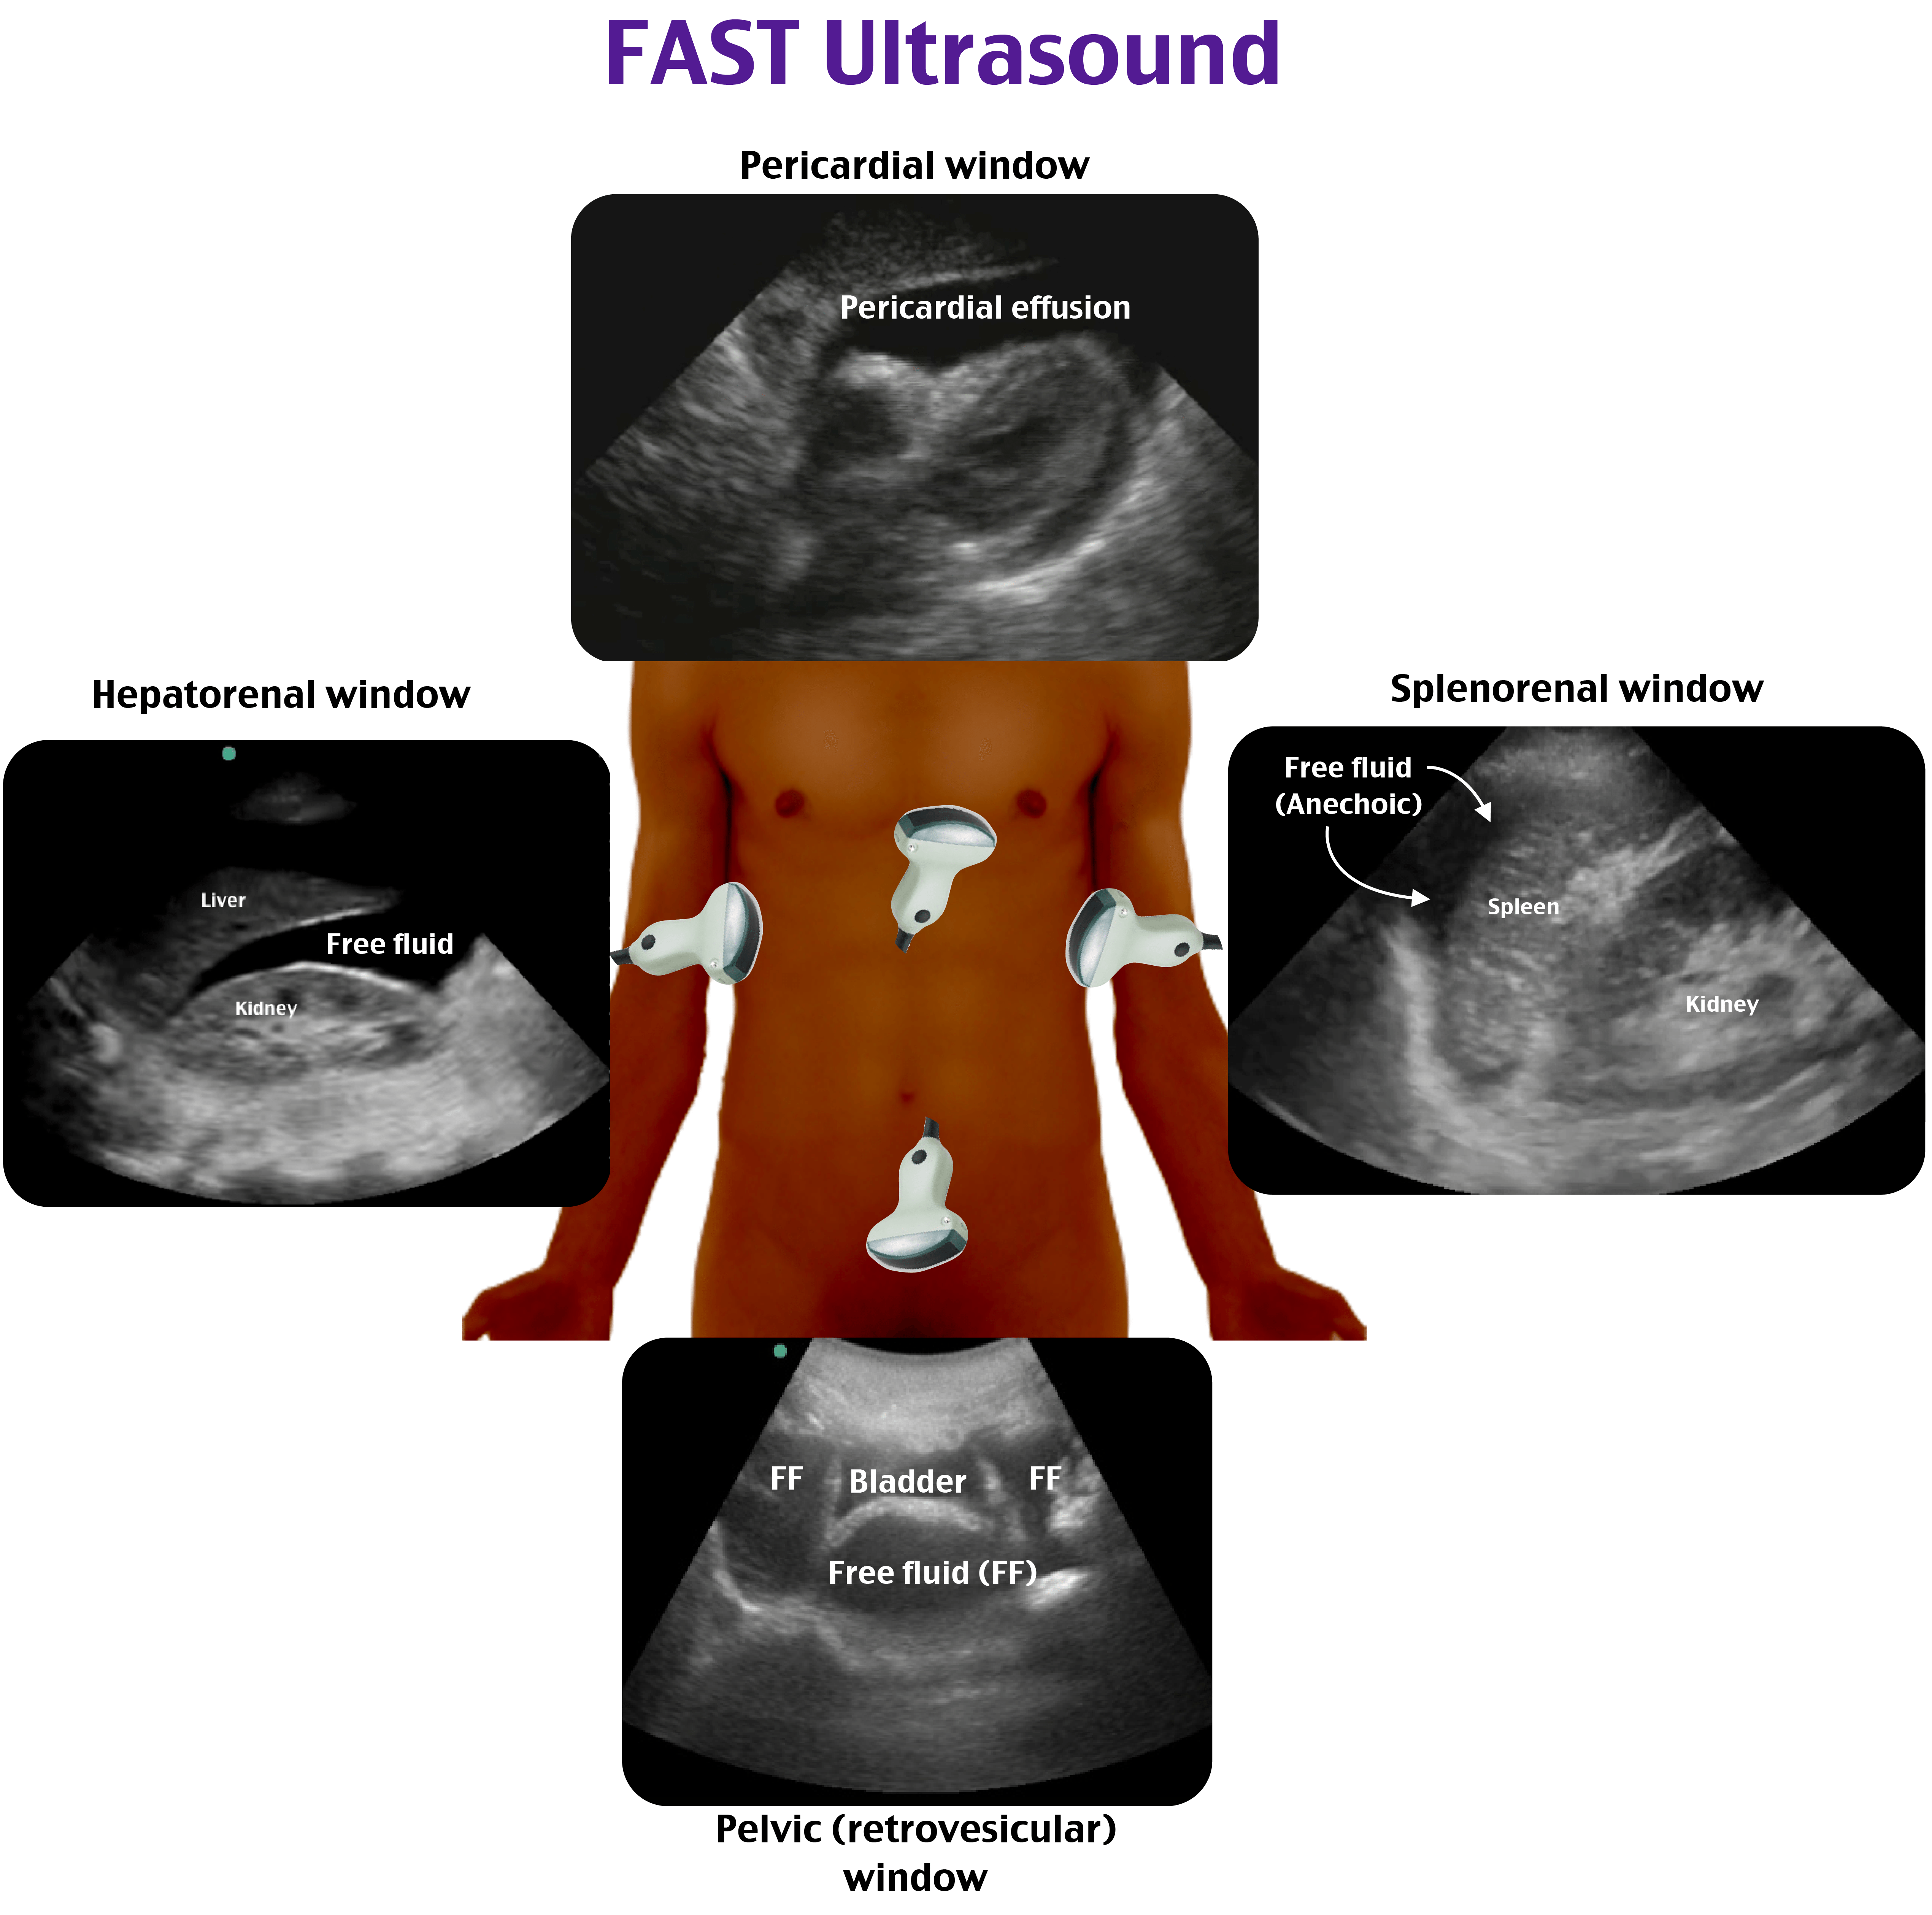 FAST Ultrasound
Pericardial window
Pericardial effusion
Hepatorenal window
Liver
Free fluid
Kidney
Splenorenal window
Free fluid
(Anechoic)
Spleen
Kidney
FF
Bladder
FF
Free fluid (FF)
Pelvic (retrovesicular)
window